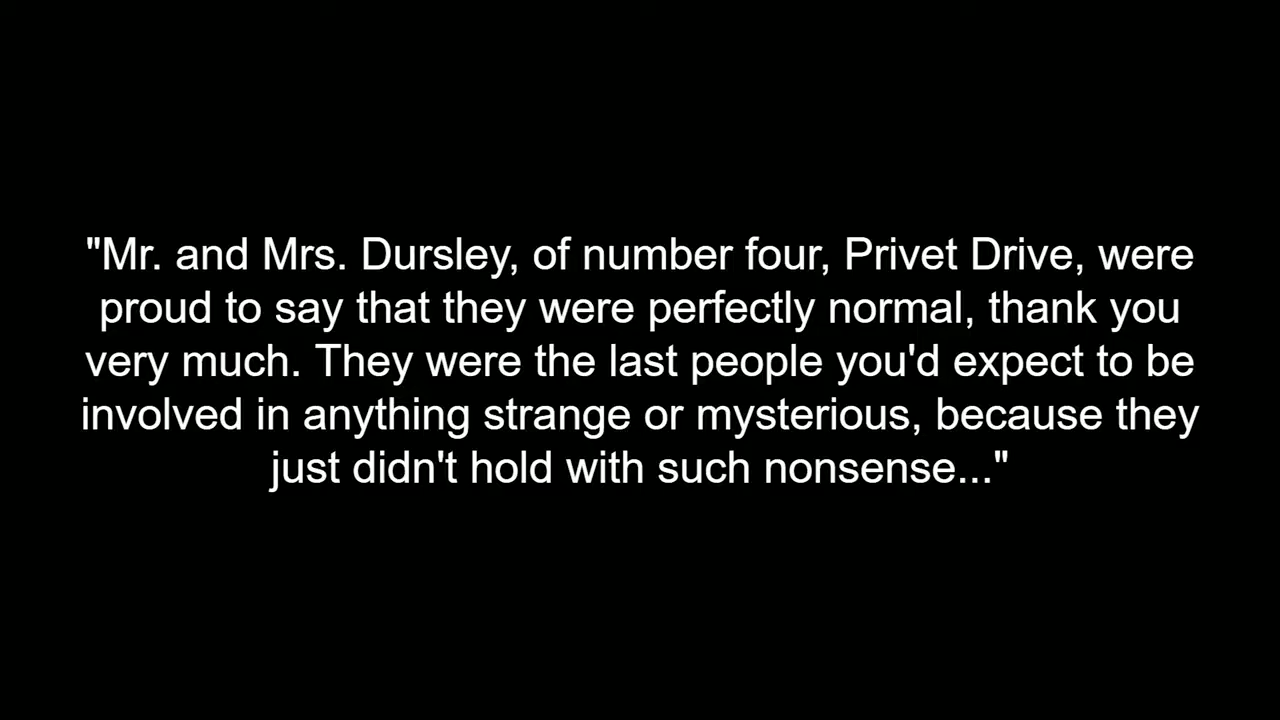 "Mr. and Mrs. Dursley, of number four, Privet Drive, were
proud to say that they were perfectly normal, thank you
very much. They were the last people you'd expect to be
involved in anything strange or mysterious, because they
just didn't hold with such nonsense..."